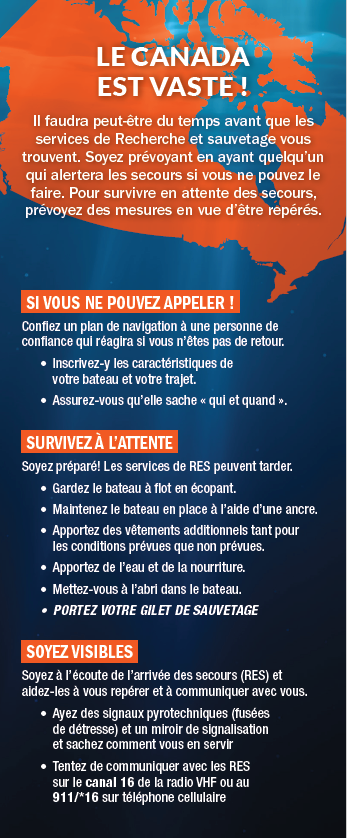 LE CANADA
EST VASTE !
Il faudra peut-être du temps avant que les
services de Recherche et sauvetage vous
trouvent. Soyez prévoyant en ayant quelqu'un
qui alertera les secours si vous ne pouvez le
faire. Pour survivre en attente des secours,
prévoyez des mesures en vue d'être repérés.
SI VOUS NE POUVEZ APPELER !
Confiez un plan de navigation à une personne de
confiance qui réagira si vous n'êtes pas de retour.
• Inscrivez-y les caractéristiques de
votre bateau et votre trajet.
• Assurez-vous qu'elle sache « qui et quand ».
SURVIVEZ À L'ATTENTE
Soyez préparé! Les services de RES peuvent tarder.
• Gardez le bateau à flot en écopant.
• Maintenez le bateau en place à l'aide d'une ancre.
• Apportez des vêtements additionnels tant pour
les conditions prévues que non prévues.
• Apportez de l'eau et de la nourriture.
• Mettez-vous à l'abri dans le bateau.
• PORTEZ VOTRE GILET DE SAUVETAGE
SOYEZ VISIBLES
Soyez à l'écoute de l'arrivée des secours (RES) et
aidez-les à vous repérer et à communiquer avec vous.
• Ayez des signaux pyrotechniques (fusées
de détresse) et un miroir de signalisation
et sachez comment vous en servir
• Tentez de communiquer avec les RES
sur le canal 16 de la radio VHF ou au
911/*16 sur téléphone cellulaire